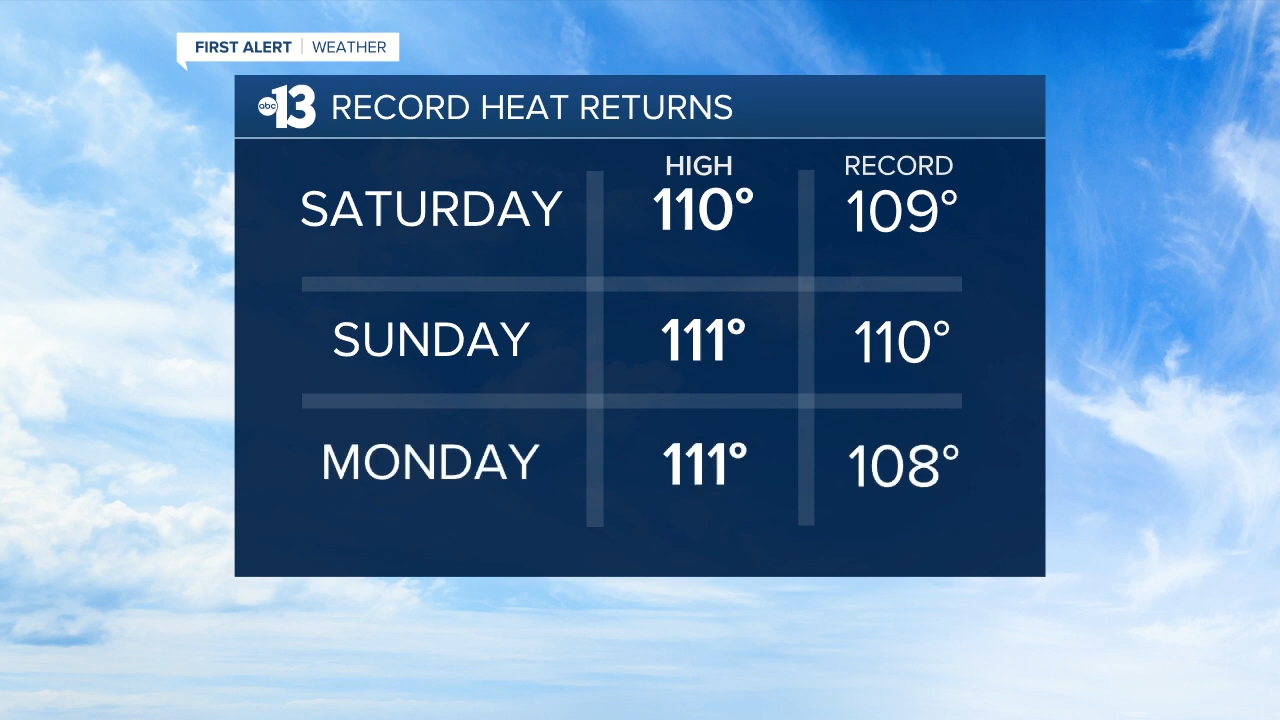 FIRST ALERT | WEATHER
abc 13 RECORD HEAT RETURNS
HIGH RECORD
SATURDAY 110° 109°
SUNDAY 111° 110°
MONDAY 111° 108°